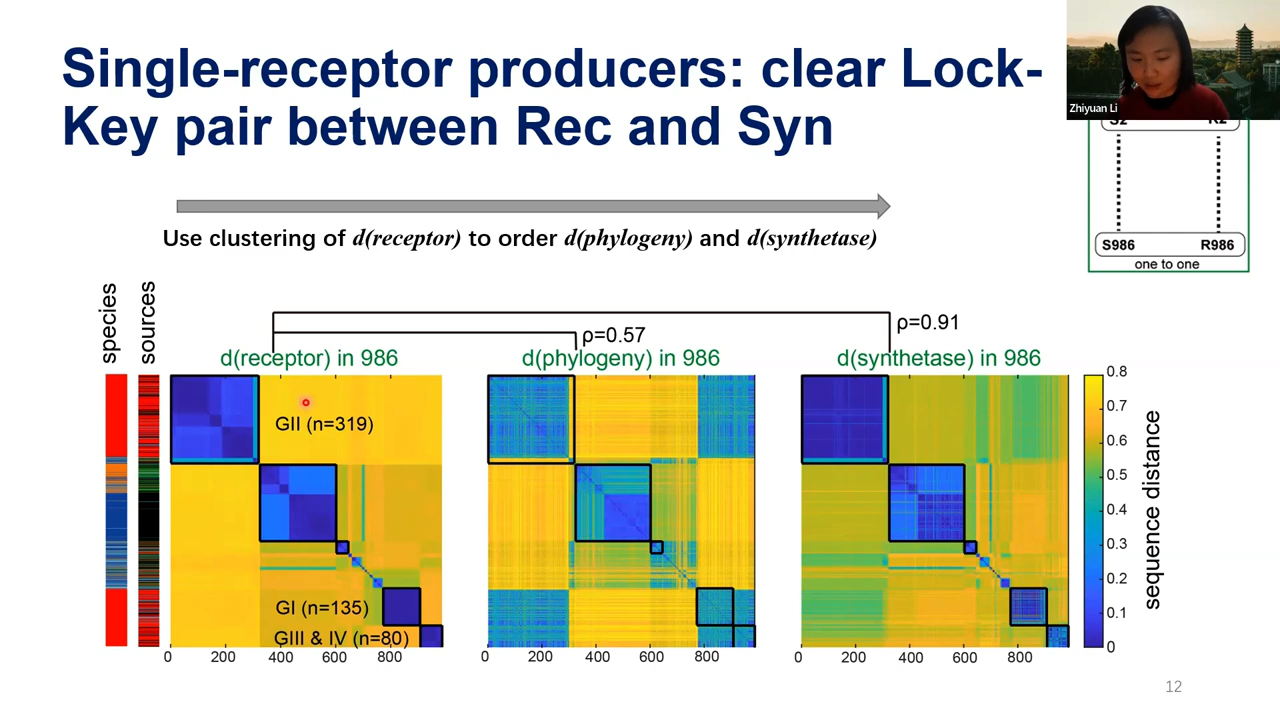 Single-receptor producers: clear Lock-
Key pair between Rec and Syn
Zhiyuan Li
S2 R2
S986 R986
one to one
Use clustering of d(receptor) to order d(phylogeny) and d(synthetase)
species
sources
ρ=0.57
ρ=0.91
d(receptor) in 986
d(phylogeny) in 986
d(synthetase) in 986
GII (n=319)
GI (n=135)
GIII & IV (n=80)
0 200 400 600 800
0 200 400 600 800
0 200 400 600 800
0.8
0.7
0.6
0.5
0.4
0.3
0.2
0.1
0
sequence distance
12